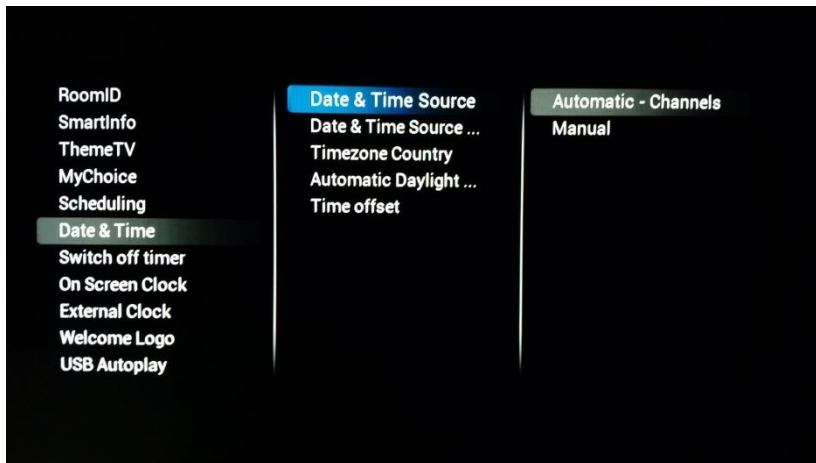 RoomID
SmartInfo
ThemeTV
MyChoice
Scheduling
Date & Time
Switch off timer
On Screen Clock
External Clock
Welcome Logo
USB Autoplay
Date & Time Source
Date & Time Source ...
Timezone Country
Automatic Daylight ...
Time offset
Automatic - Channels
Manual